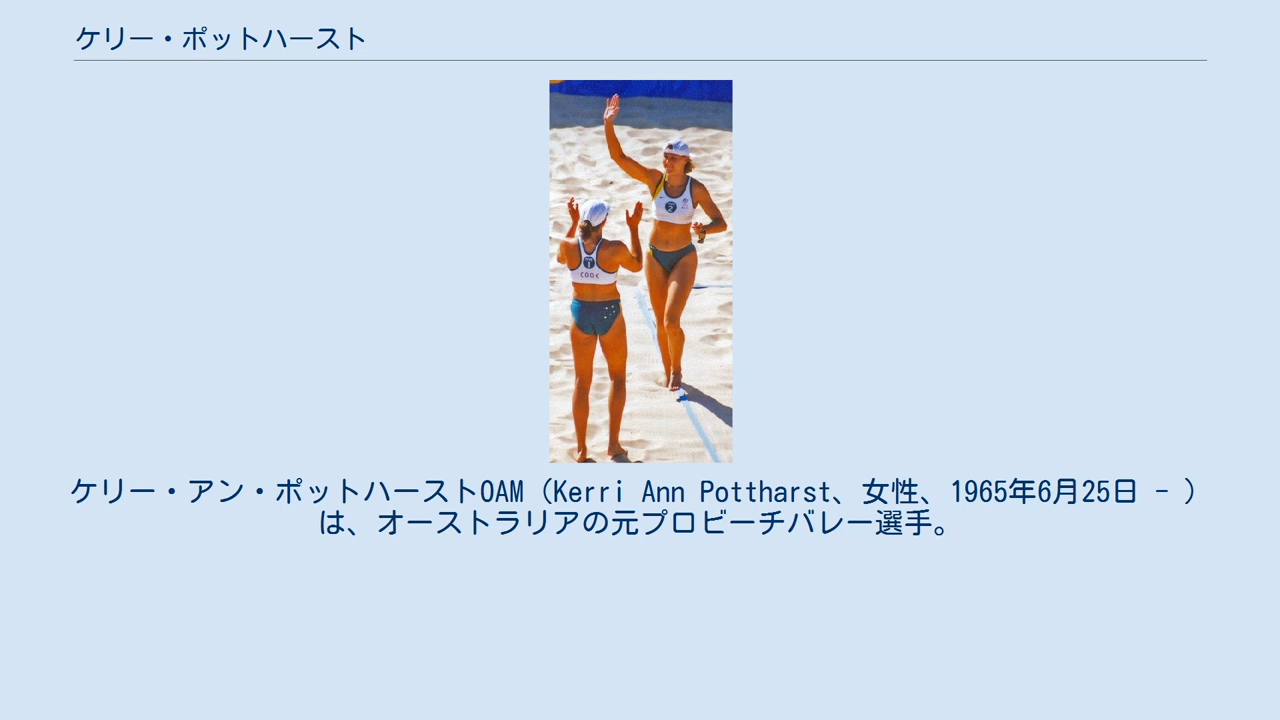 ケリー・ポットハースト
COOK
ケリー・アン・ポットハーストOAM（Kerri Ann Pottharst、女性、1965年6月25日 - ）
は、オーストラリアの元プロビーチバレー選手。